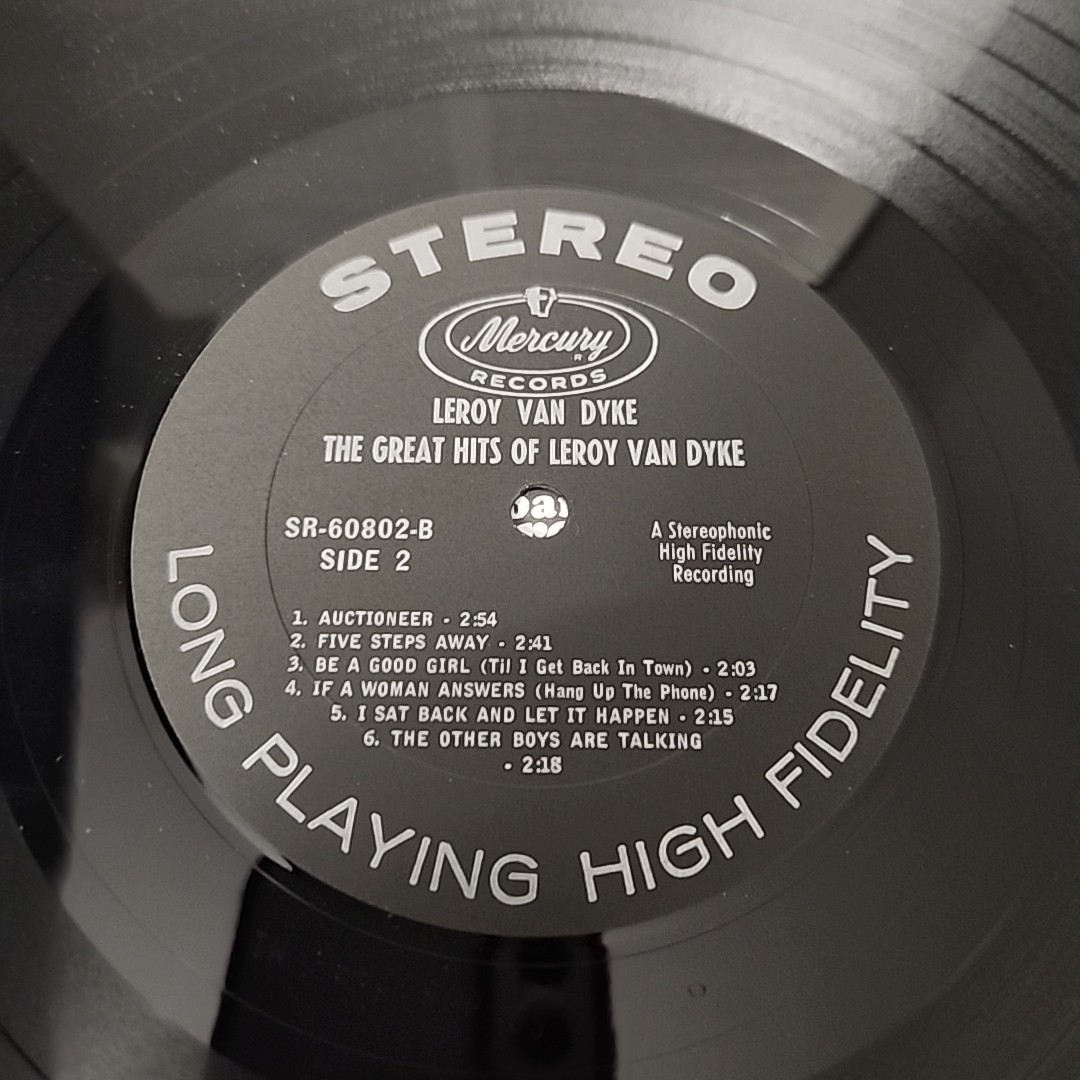 STEREO
Mercury
R
RECORDS
LEROY VAN DYKE
THE GREAT HITS OF LEROY VAN DYKE
SR-60802-B
SIDE 2
A Stereophonic
High Fidelity
Recording
1. AUCTIONEER - 2:54
2. FIVE STEPS AWAY - 2:41
3. BE A GOOD GIRL (Til I Get Back In Town) - 2:03
4. IF A WOMAN ANSWERS (Hang Up The Phone) - 2:17
5. I SAT BACK AND LET IT HAPPEN - 2:15
6. THE OTHER BOYS ARE TALKING
- 2:18
LONG PLAYING HIGH FIDELITY